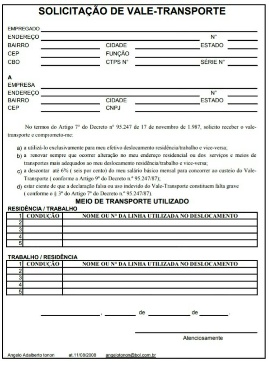 SOLICITAÇÃO DE VALE-TRANSPORTE
EMPREGADO
ENDEREÇO Nº
BAIRRO CIDADE ESTADO
CEP FUNÇÃO
CBO CTPS Nº SÉRIE Nº
A
EMPRESA
ENDEREÇO Nº
BAIRRO CIDADE ESTADO
CEP CNPJ
No termos do Artigo 7º do Decreto nº 95.247 de 17 de novembro de 1.987, solicito receber o vale-
transporte e comprometo-me:
a) a utilizá-lo exclusivamente para meu efetivo deslocamento residência/trabalho e vice-versa;
b) a renovar sempre que ocorrer alteração no meu endereço residencial ou dos serviços e meios de
transportes mais adequados ao meu deslocamento residência/trabalho e vice-versa;
c) a descontar até 6% ( seis por cento) do meu salário básico mensal para concorrer ao custeio do Vale-
Transporte ( conforme a Artigo 9º do Decreto n.º 95.247/87);
d) estar ciente de que a declaração falsa ou uso indevido do Vale-Transporte constituem falta grave
( conforme o § 3º do Artigo 7º do Decreto n.º 95.247/87).
MEIO DE TRANSPORTE UTILIZADO
RESIDÊNCIA / TRABALHO
1 CONDUÇÃO NOME OU Nº DA LINHA UTILIZADA NO DESLOCAMENTO
2
3
4
5
TRABALHO / RESIDÊNCIA
1 CONDUÇÃO NOME OU Nº DA LINHA UTILIZADA NO DESLOCAMENTO
2
3
4
5
, de de .
Atenciosamente
Angelo Adalberto tonon at.11/09/2008 angelotonon@bol.com.br